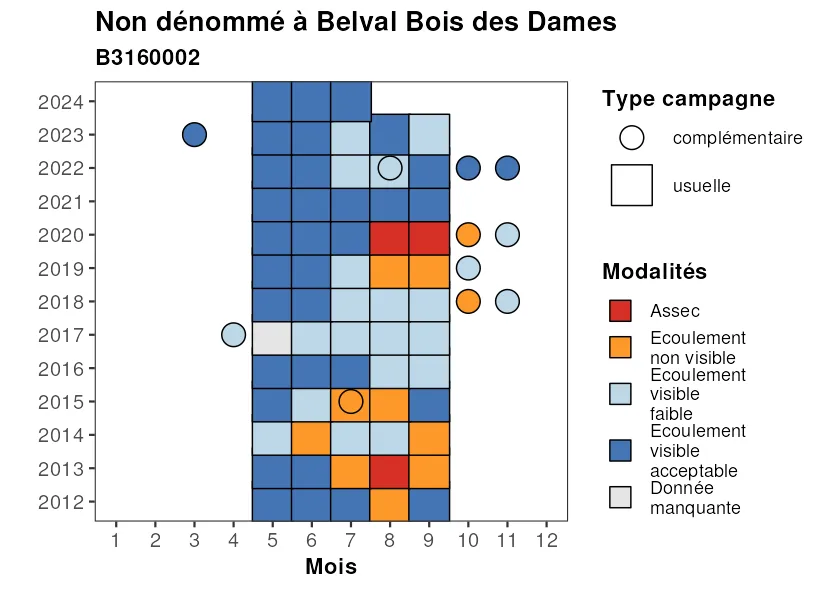 Non dénommé à Belval Bois des Dames
B3160002
2024
2023
2022
2021
2020
2019
2018
2017
2016
2015
2014
2013
2012
1 2 3 4 5 6 7 8 9 10 11 12
Mois
Type campagne
complémentaire
usuelle
Modalités
Assec
Ecoulement
non visible
Ecoulement
visible
faible
Ecoulement
visible
acceptable
Donnée
manquante